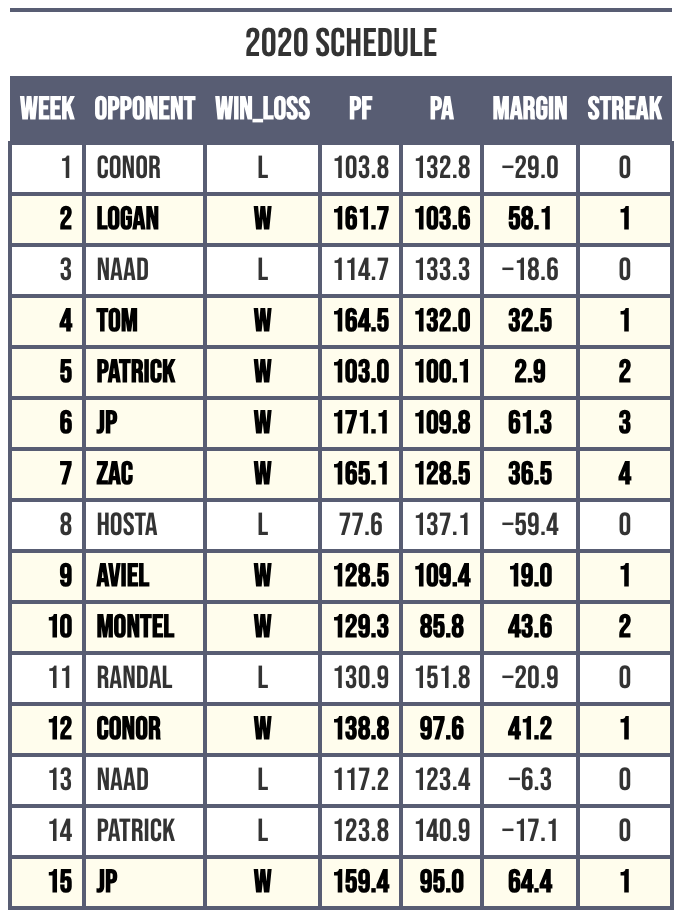 2020 SCHEDULE
WEEK OPPONENT WIN_LOSS PF PA MARGIN STREAK
1 CONOR L 103.8 132.8 −29.0 0
2 LOGAN W 161.7 103.6 58.1 1
3 NAAD L 114.7 133.3 −18.6 0
4 TOM W 164.5 132.0 32.5 1
5 PATRICK W 103.0 100.1 2.9 2
6 JP W 171.1 109.8 61.3 3
7 ZAC W 165.1 128.5 36.5 4
8 HOSTA L 77.6 137.1 −59.4 0
9 AVIEL W 128.5 109.4 19.0 1
10 MONTEL W 129.3 85.8 43.6 2
11 RANDAL L 130.9 151.8 −20.9 0
12 CONOR W 138.8 97.6 41.2 1
13 NAAD L 117.2 123.4 −6.3 0
14 PATRICK L 123.8 140.9 −17.1 0
15 JP W 159.4 95.0 64.4 1